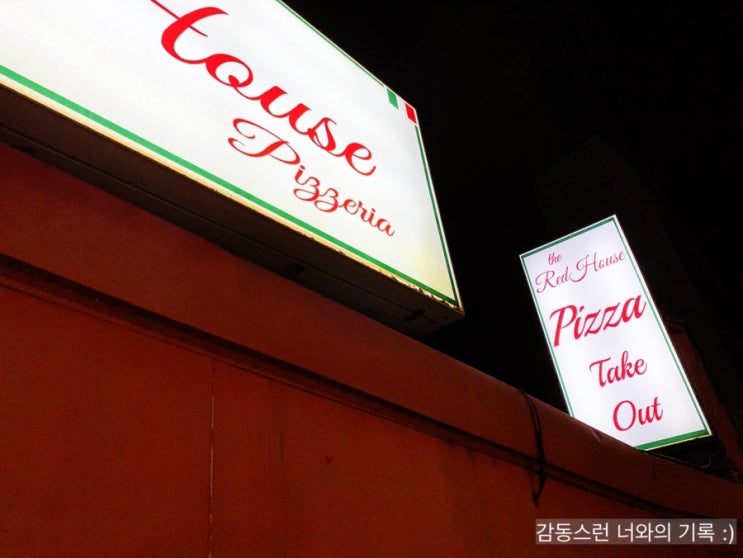 House
Pizzeria
the
Red House
Pizza
Take
Out
감동스런 너와의 기록 :)